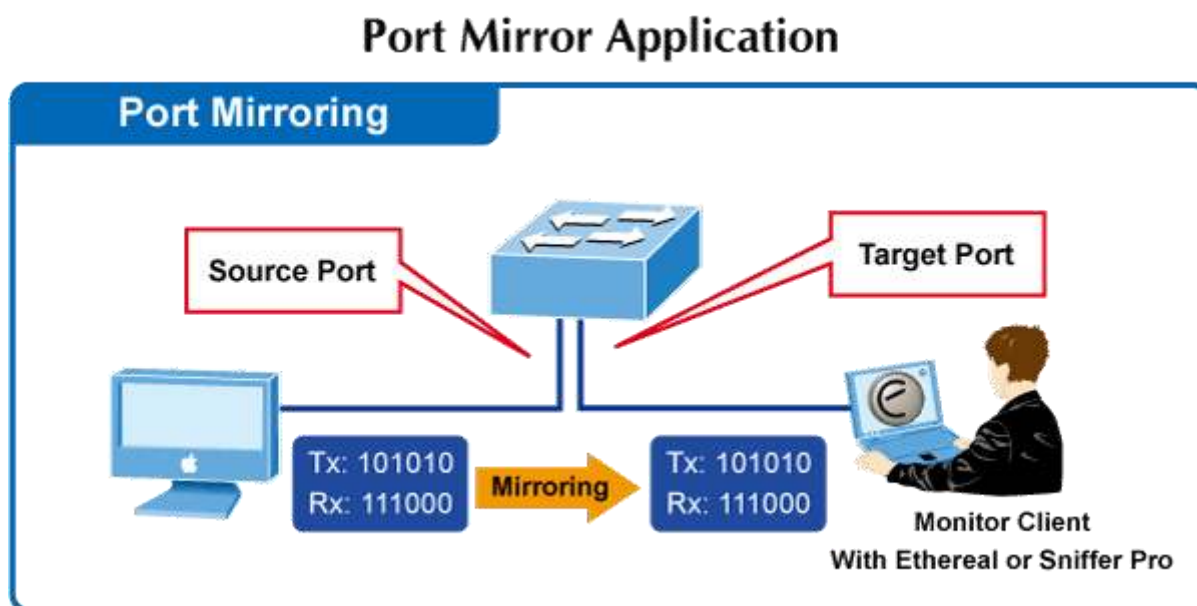 Port Mirror Application
Port Mirroring
Source Port
Target Port
Tx: 101010
Rx: 111000
Mirroring
Tx: 101010
Rx: 111000
Monitor Client
With Ethereal or Sniffer Pro